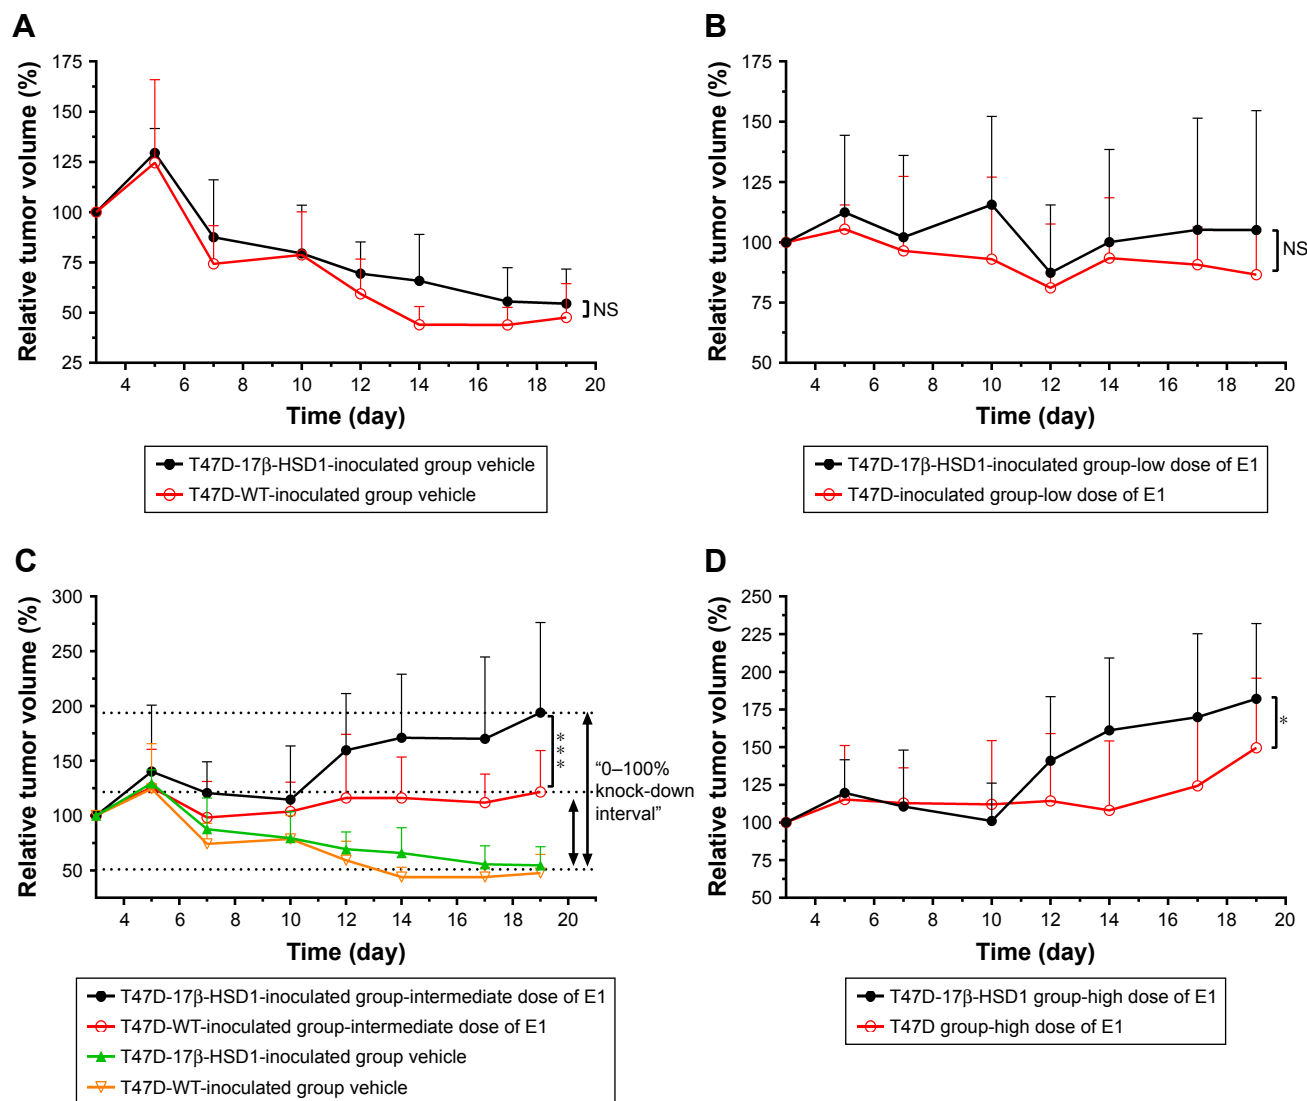 A
Relative tumor volume (%)
175
150
125
100
75
50
25
NS
4 6 8 10 12 14 16 18 20
Time (day)
T47D-17β-HSD1-inoculated group vehicle
T47D-WT-inoculated group vehicle
B
Relative tumor volume (%)
175
150
125
100
75
50
NS
4 6 8 10 12 14 16 18 20
Time (day)
T47D-17β-HSD1-inoculated group-low dose of E1
T47D-inoculated group-low dose of E1
C
Relative tumor volume (%)
300
250
200
150
100
50
***
“0–100%
knock-down
interval”
4 6 8 10 12 14 16 18 20
Time (day)
T47D-17β-HSD1-inoculated group-intermediate dose of E1
T47D-WT-inoculated group-intermediate dose of E1
T47D-17β-HSD1-inoculated group vehicle
T47D-WT-inoculated group vehicle
D
Relative tumor volume (%)
250
225
200
175
150
125
100
75
50
*
4 6 8 10 12 14 16 18 20
Time (day)
T47D-17β-HSD1 group-high dose of E1
T47D group-high dose of E1